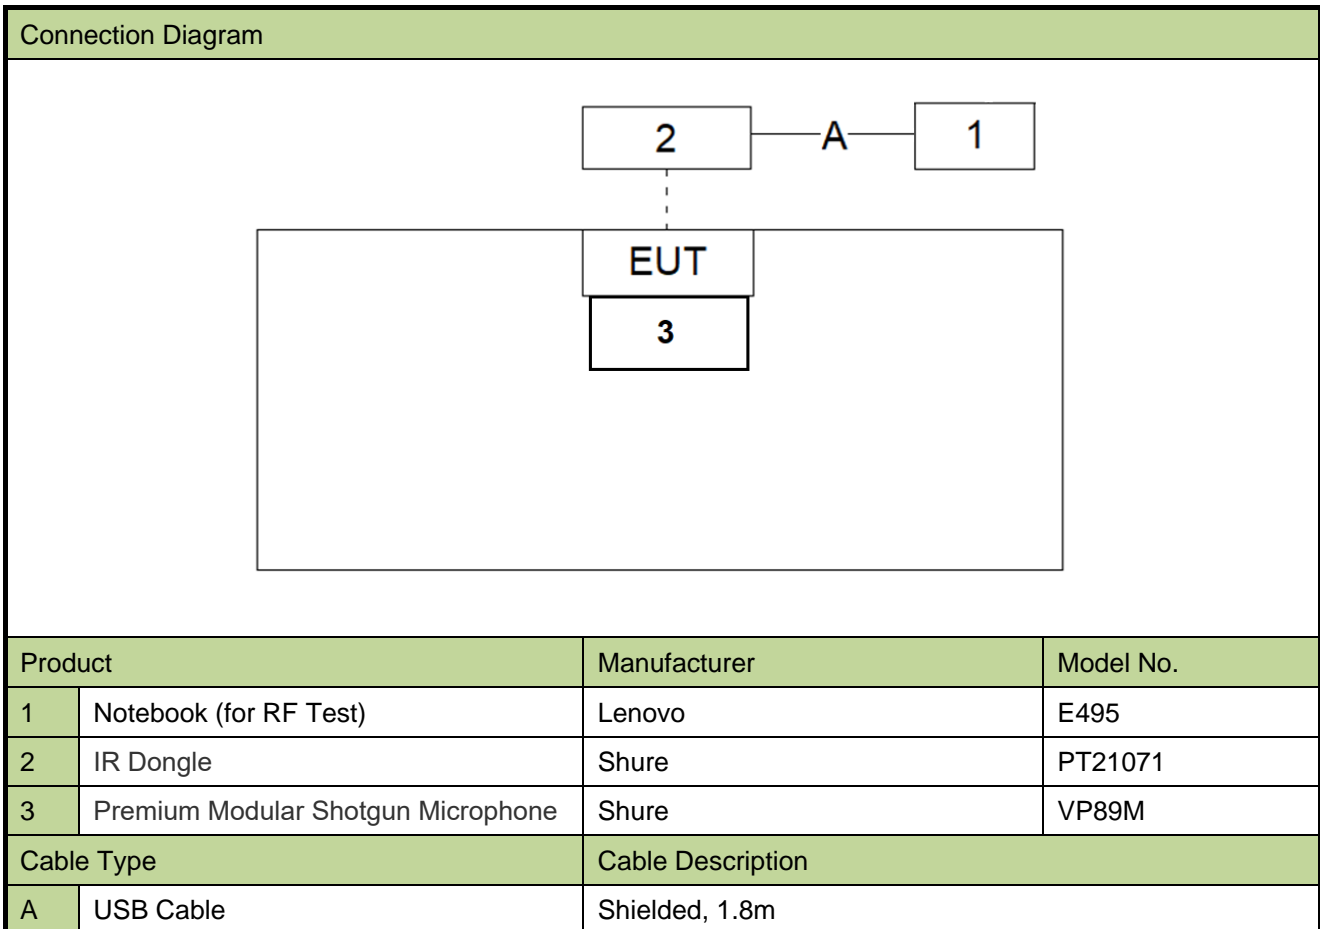 Connection Diagram
2 A 1
EUT
3
Product Manufacturer Model No.
1 Notebook (for RF Test) Lenovo E495
2 IR Dongle Shure PT21071
3 Premium Modular Shotgun Microphone Shure VP89M
Cable Type Cable Description
A USB Cable Shielded, 1.8m